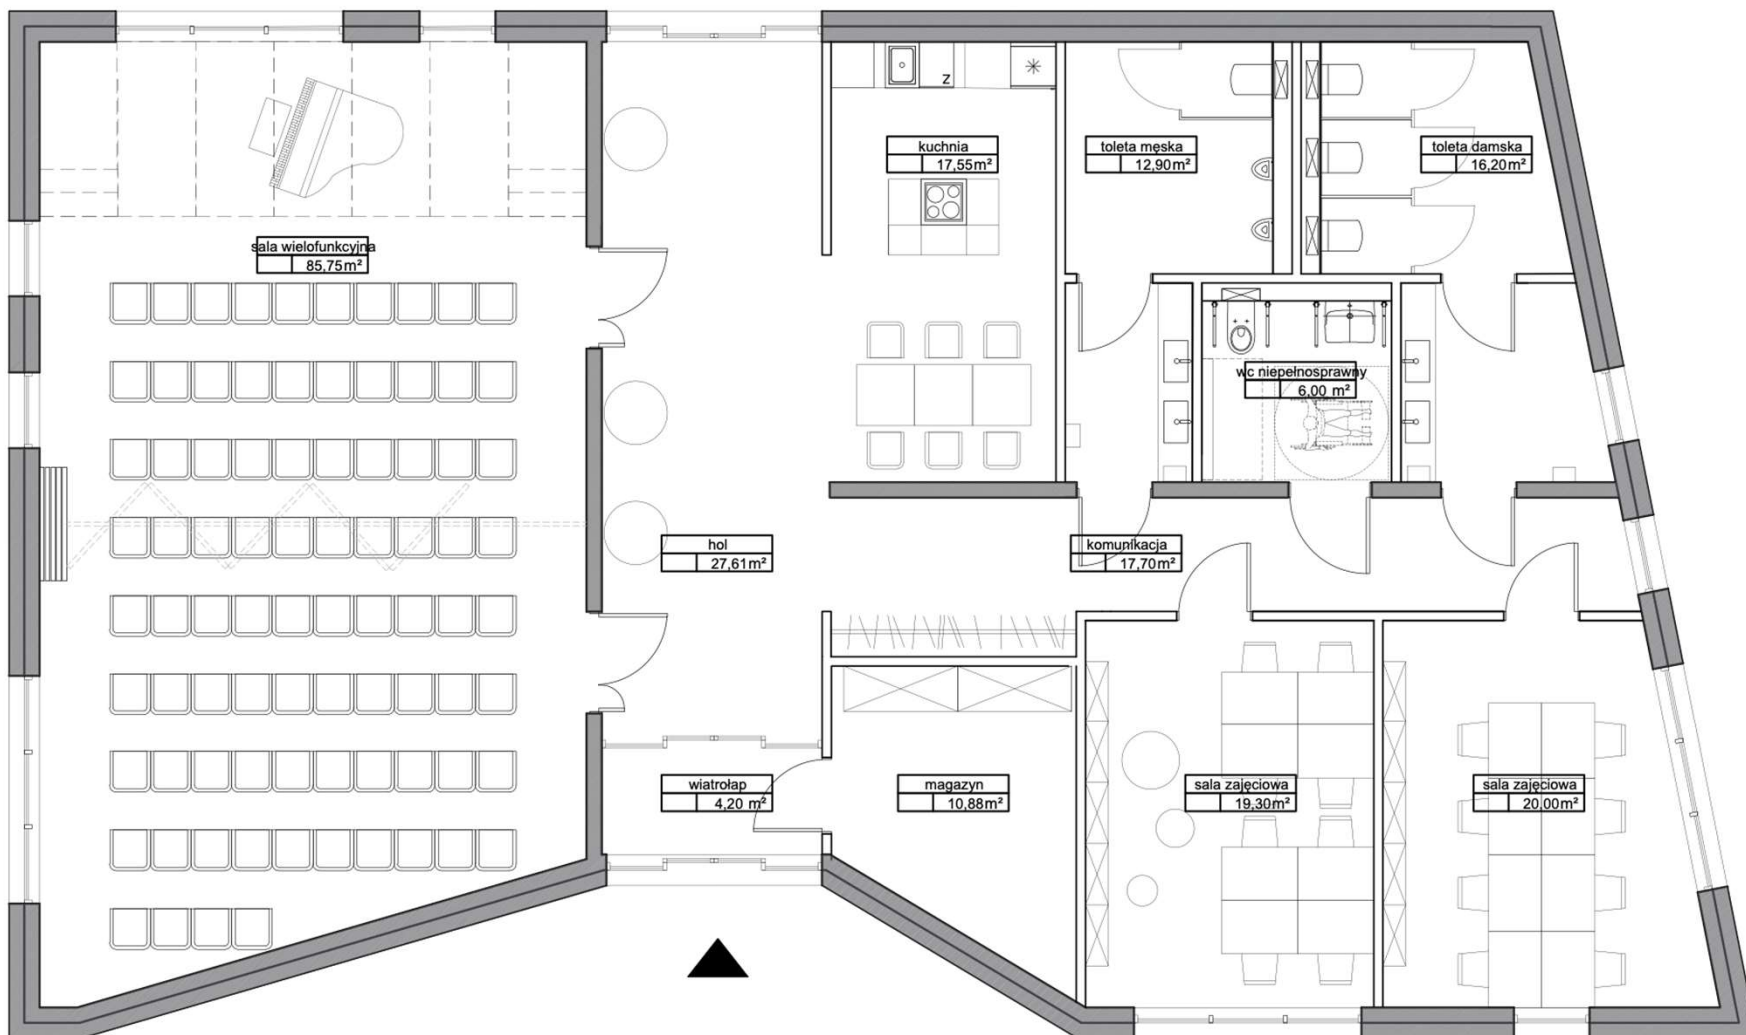 Z
kuchnia
17,55m²
toleta męska
12,90m²
toleta damska
16,20m²
sala wielofunkcyjna
85,75m²
wc niepełnosprawny
6,00 m²
hol
27,61m²
komunikacja
17,70m²
wiatrołap
4,20 m²
magazyn
10,88m²
sala zajęciowa
19,30m²
sala zajęciowa
20,00m²